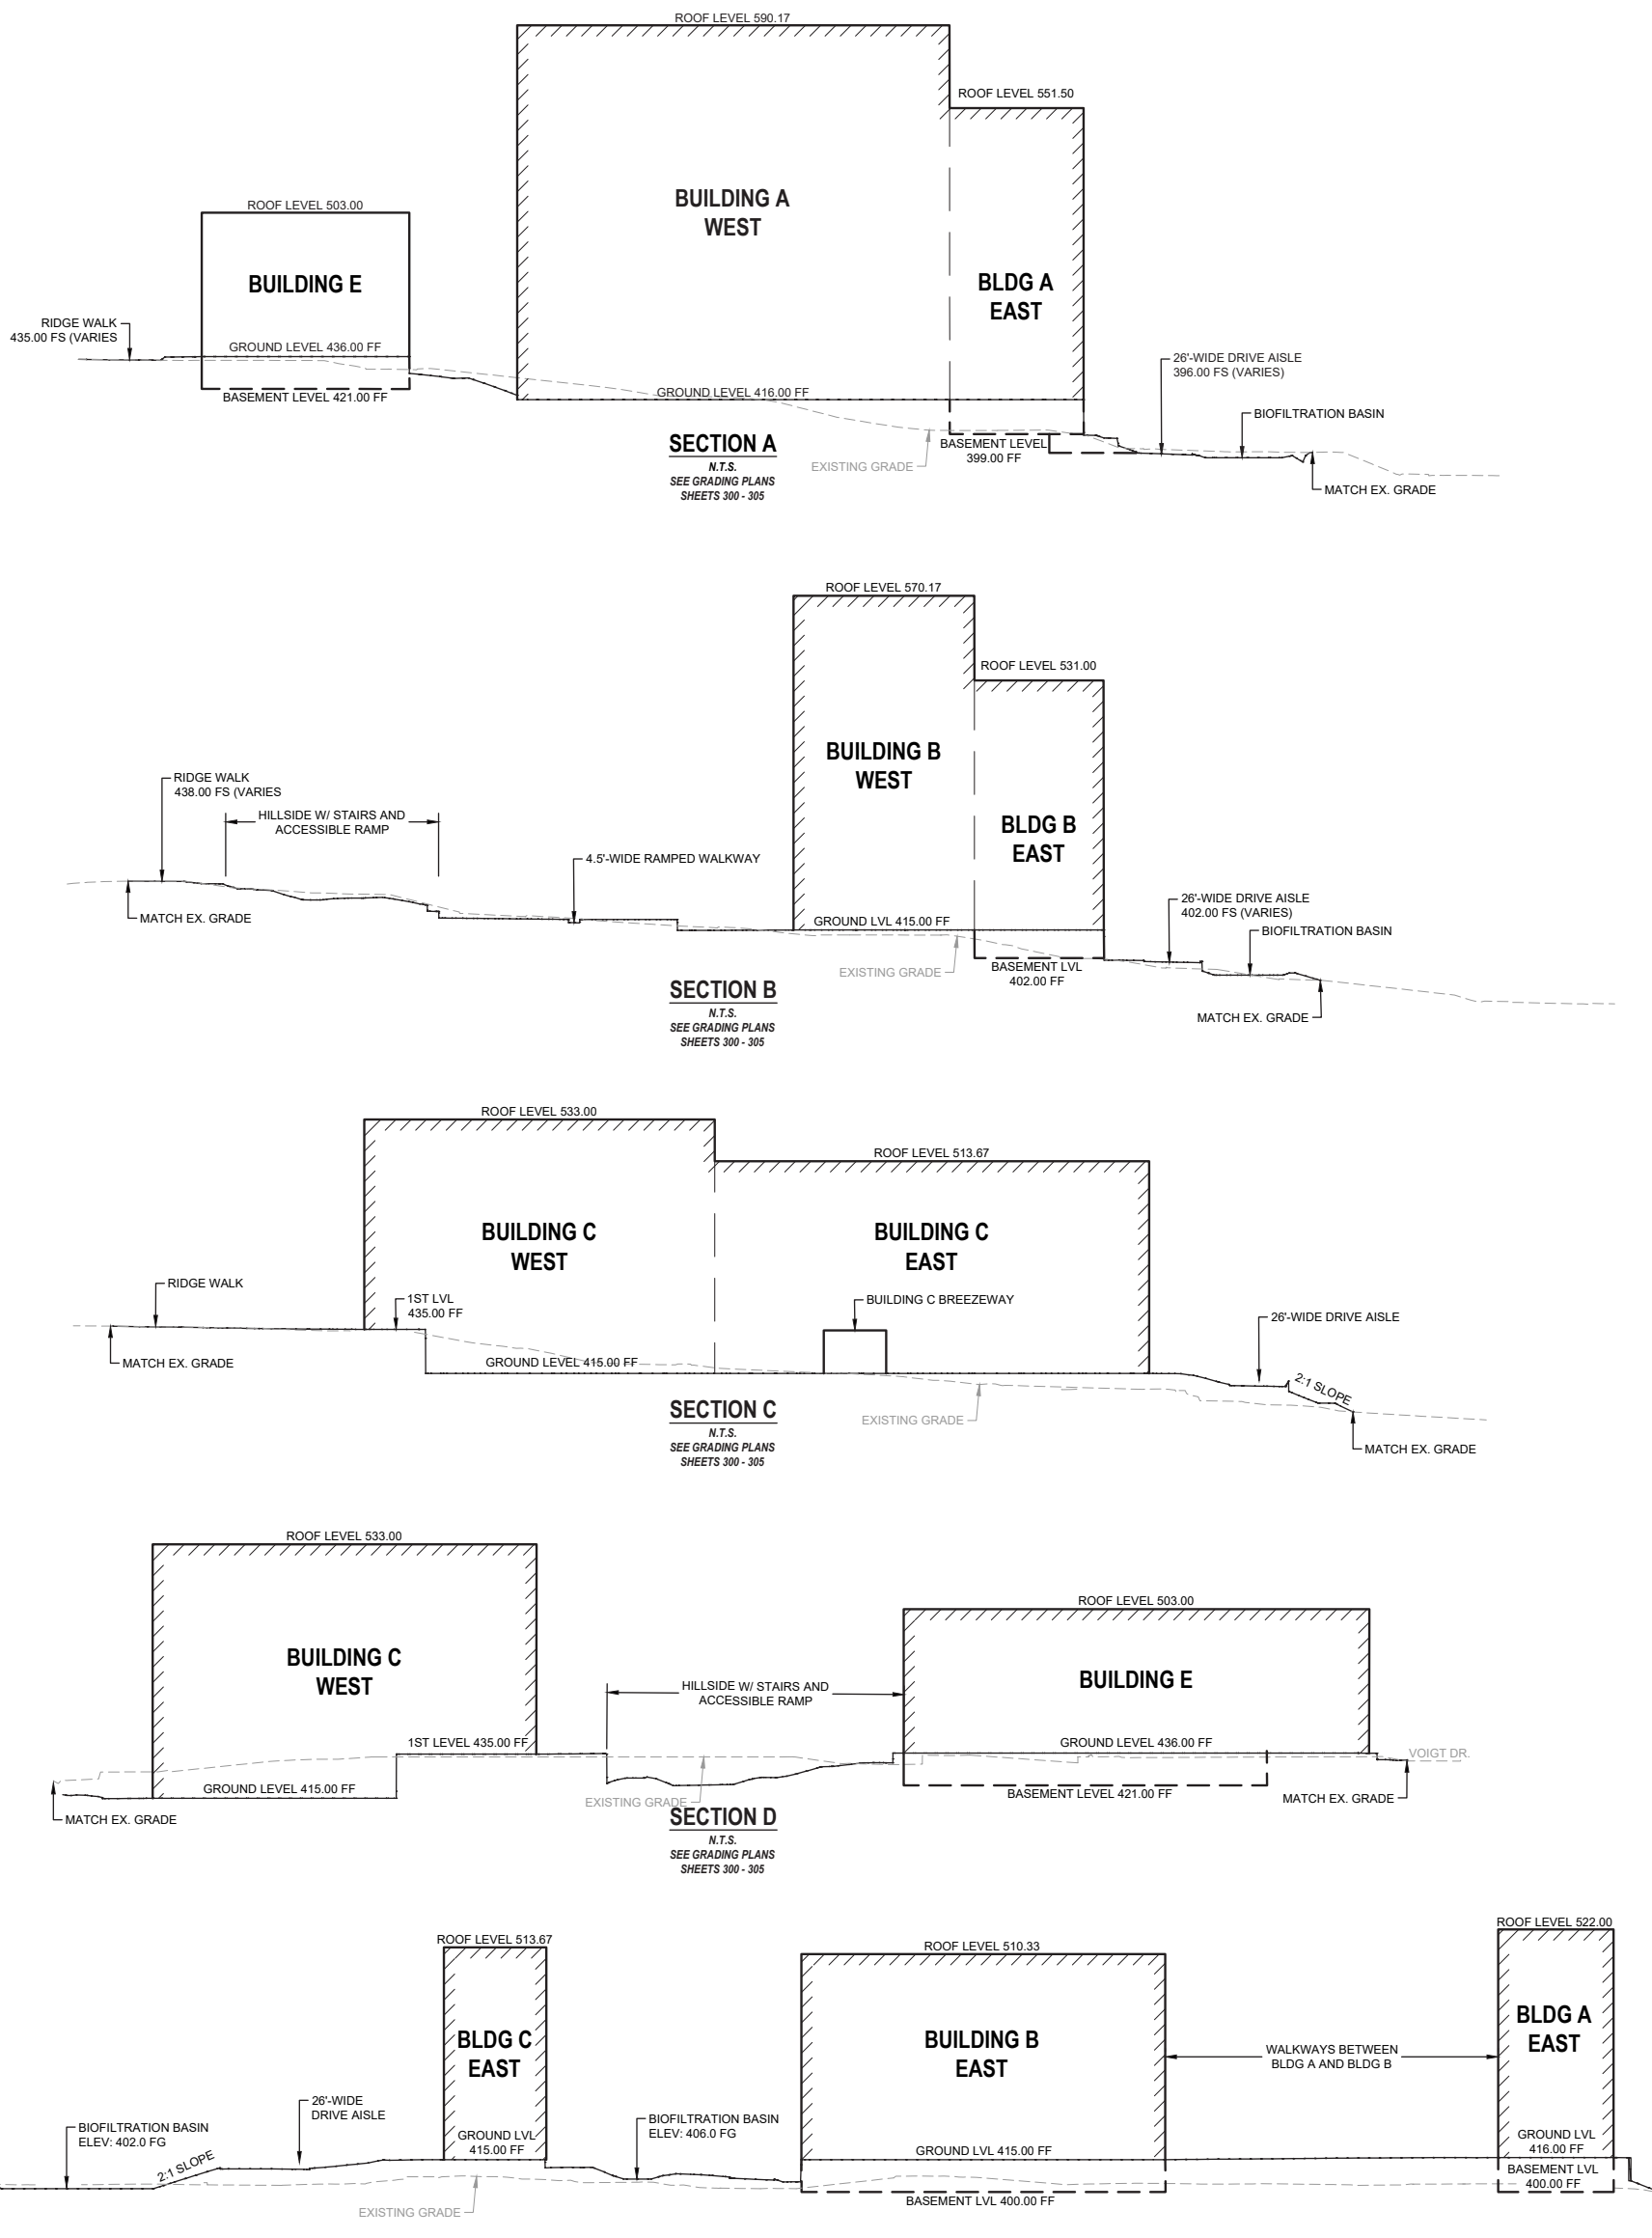 ROOF LEVEL 590.17
ROOF LEVEL 551.50
BUILDING A
WEST
ROOF LEVEL 503.00
BUILDING E
BLDG A
EAST
RIDGE WALK
435.00 FS (VARIES
GROUND LEVEL 436.00 FF
26'-WIDE DRIVE AISLE
396.00 FS (VARIES)
BASEMENT LEVEL 421.00 FF
GROUND LEVEL 416.00 FF
BIOFILTRATION BASIN
SECTION A
N.T.S.
SEE GRADING PLANS
SHEETS 300 - 305
EXISTING GRADE
BASEMENT LEVEL
399.00 FF
MATCH EX. GRADE
ROOF LEVEL 570.17
ROOF LEVEL 531.00
BUILDING B
WEST
RIDGE WALK
438.00 FS (VARIES
HILLSIDE W/ STAIRS AND
ACCESSIBLE RAMP
BLDG B
EAST
4.5'-WIDE RAMPED WALKWAY
26'-WIDE DRIVE AISLE
402.00 FS (VARIES)
MATCH EX. GRADE
GROUND LVL 415.00 FF
BIOFILTRATION BASIN
EXISTING GRADE
BASEMENT LVL
402.00 FF
SECTION B
N.T.S.
SEE GRADING PLANS
SHEETS 300 - 305
MATCH EX. GRADE
ROOF LEVEL 533.00
ROOF LEVEL 513.67
BUILDING C
WEST
BUILDING C
EAST
RIDGE WALK
1ST LVL
435.00 FF
BUILDING C BREEZEWAY
26'-WIDE DRIVE AISLE
MATCH EX. GRADE
GROUND LEVEL 415.00 FF
2:1 SLOPE
SECTION C
N.T.S.
SEE GRADING PLANS
SHEETS 300 - 305
EXISTING GRADE
MATCH EX. GRADE
ROOF LEVEL 533.00
ROOF LEVEL 503.00
BUILDING C
WEST
HILLSIDE W/ STAIRS AND
ACCESSIBLE RAMP
BUILDING E
1ST LEVEL 435.00 FF
GROUND LEVEL 436.00 FF
VOIGT DR.
GROUND LEVEL 415.00 FF
EXISTING GRADE
BASEMENT LEVEL 421.00 FF
MATCH EX. GRADE
MATCH EX. GRADE
SECTION D
N.T.S.
SEE GRADING PLANS
SHEETS 300 - 305
ROOF LEVEL 513.67
ROOF LEVEL 510.33
ROOF LEVEL 522.00
BLDG C
EAST
BUILDING B
EAST
BLDG A
EAST
WALKWAYS BETWEEN
BLDG A AND BLDG B
BIOFILTRATION BASIN
ELEV: 402.0 FG
2:1 SLOPE
26'-WIDE
DRIVE AISLE
GROUND LVL
415.00 FF
BIOFILTRATION BASIN
ELEV: 406.0 FG
GROUND LVL 415.00 FF
GROUND LVL
416.00 FF
BASEMENT LVL
400.00 FF
EXISTING GRADE
BASEMENT LVL 400.00 FF